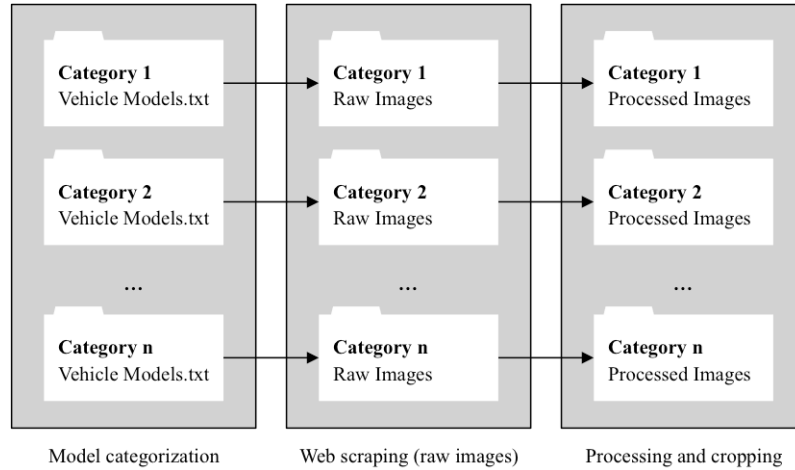 Category 1
Vehicle Models.txt
Category 2
Vehicle Models.txt
...
Category n
Vehicle Models.txt
Model categorization
Category 1
Raw Images
Category 2
Raw Images
...
Category n
Raw Images
Web scraping (raw images)
Category 1
Processed Images
Category 2
Processed Images
...
Category n
Processed Images
Processing and cropping